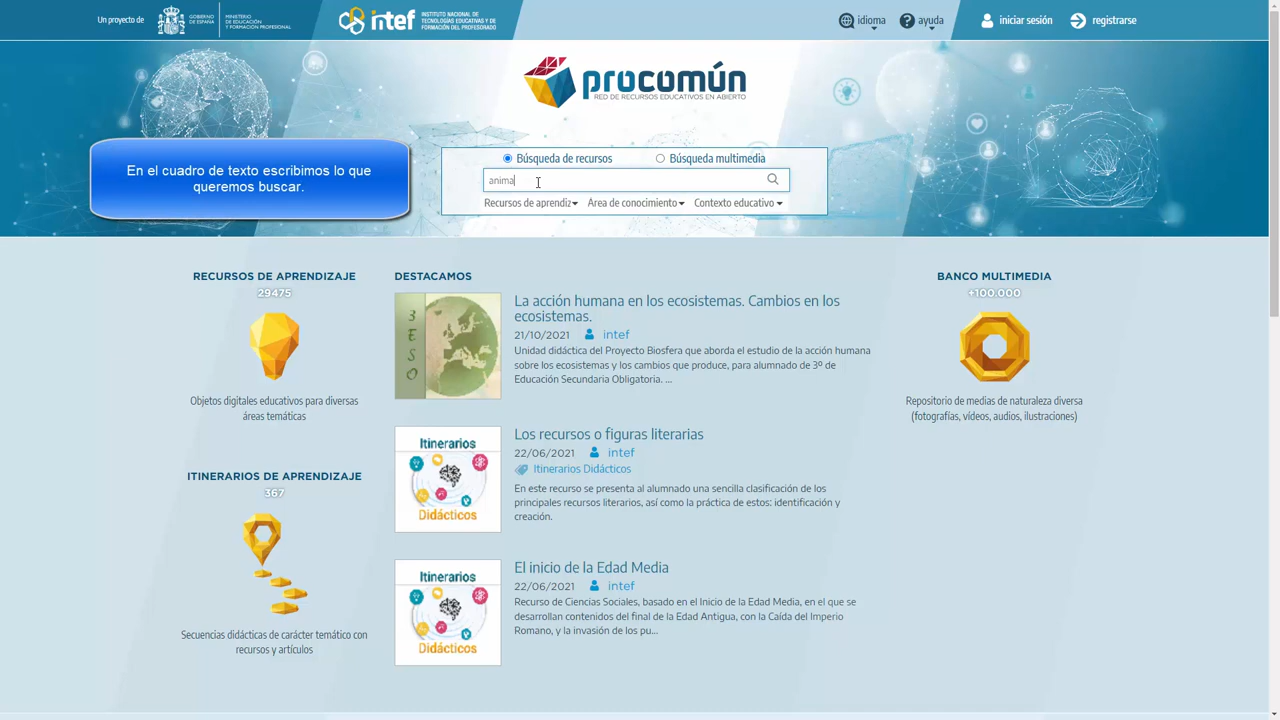 Un proyecto de
GOBIERNO
DE ESPAÑA
MINISTERIO
DE EDUCACIÓN
Y FORMACIÓN PROFESIONAL
intef
INSTITUTO NACIONAL DE
TECNOLOGÍAS EDUCATIVAS Y DE
FORMACIÓN DEL PROFESORADO
idioma
ayuda
iniciar sesión
registrarse
procomún
RED DE RECURSOS EDUCATIVOS EN ABIERTO
En el cuadro de texto escribimos lo que
queremos buscar.
Búsqueda de recursos
Búsqueda multimedia
anima
Recursos de aprendiz
Área de conocimiento
Contexto educativo
RECURSOS DE APRENDIZAJE
29475
Objetos digitales educativos para diversas
áreas temáticas
ITINERARIOS DE APRENDIZAJE
367
Secuencias didácticas de carácter temático con
recursos y artículos
DESTACAMOS
3
E
S
O
La acción humana en los ecosistemas. Cambios en los
ecosistemas.
21/10/2021
intef
Unidad didáctica del Proyecto Biosfera que aborda el estudio de la acción humana
sobre los ecosistemas y los cambios que produce, para alumnado de 3º de
Educación Secundaria Obligatoria. ...
Itinerarios
Didácticos
Los recursos o figuras literarias
22/06/2021
intef
Itinerarios Didácticos
En este recurso se presenta al alumnado una sencilla clasificación de los
principales recursos literarios, así como la práctica de estos: identificación y
creación.
Itinerarios
Didácticos
El inicio de la Edad Media
22/06/2021
intef
Recurso de Ciencias Sociales, basado en el Inicio de la Edad Media, en el que se
desarrollan contenidos del final de la Edad Antigua, con la Caída del Imperio
Romano, y la invasión de los pu...
BANCO MULTIMEDIA
+100.000
Repositorio de medias de naturaleza diversa
(fotografías, vídeos, audios, ilustraciones)